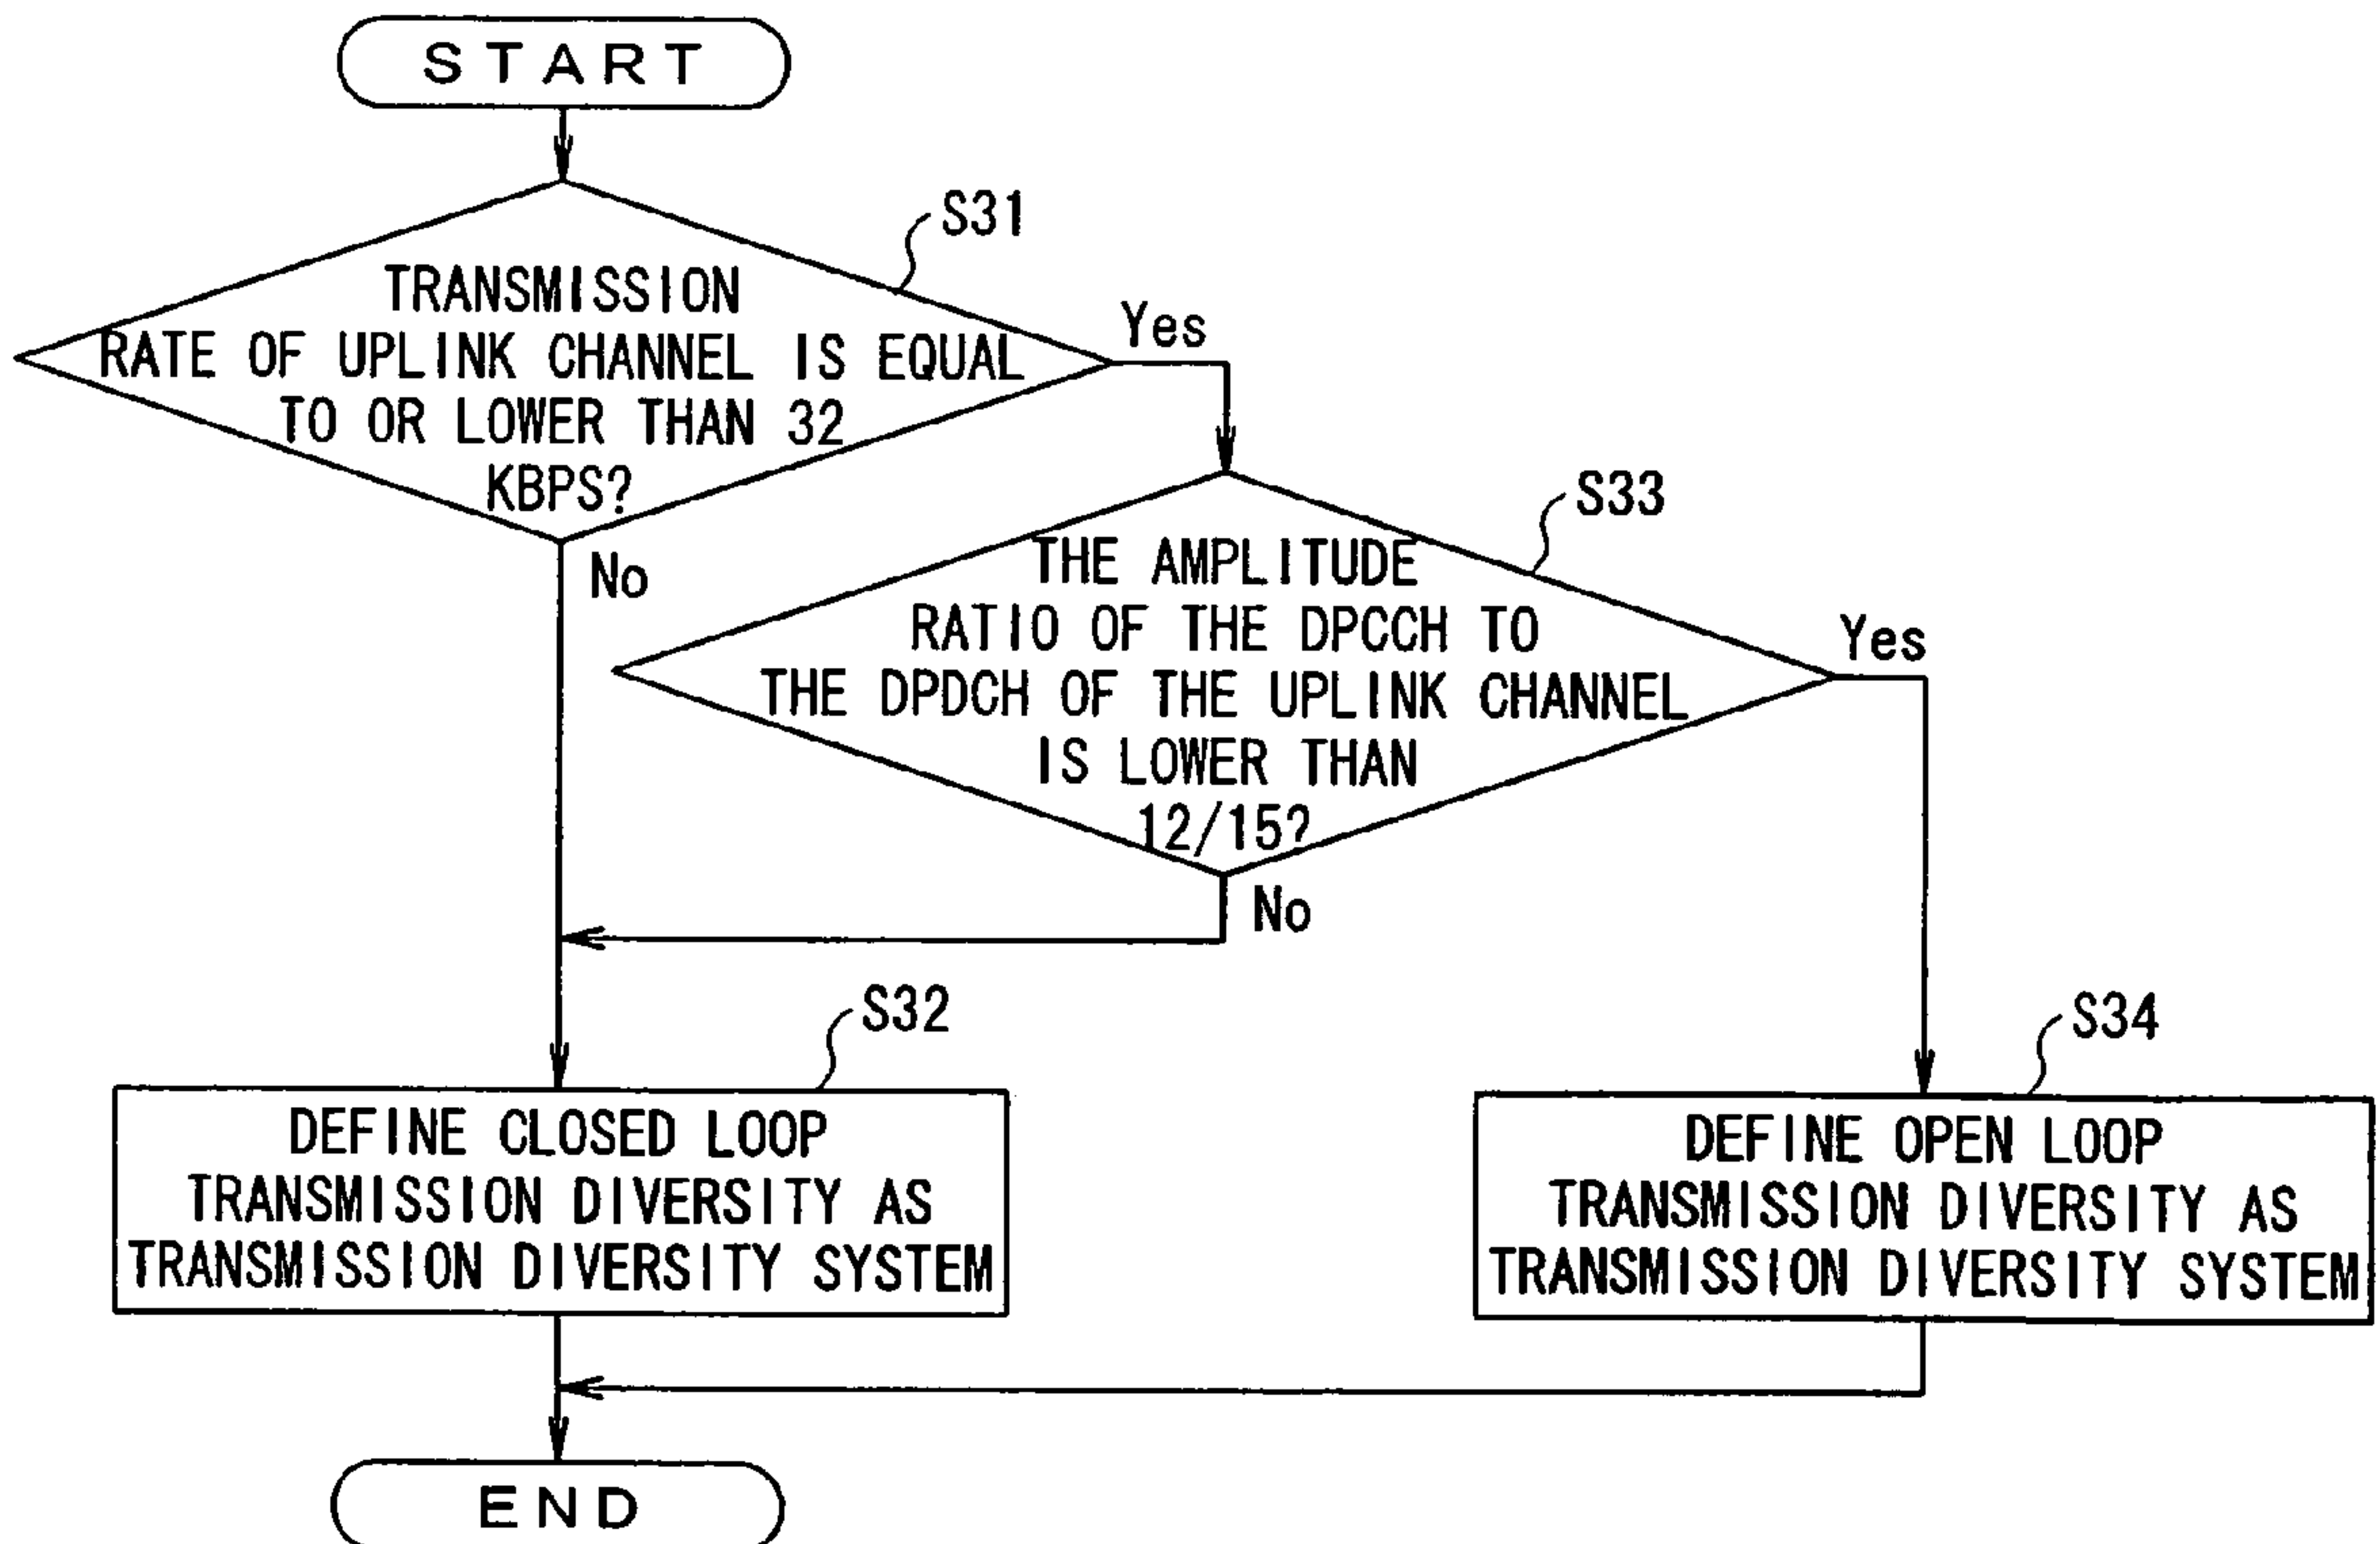 START
S31
TRANSMISSION
RATE OF UPLINK CHANNEL IS EQUAL
TO OR LOWER THAN 32
KBPS?
Yes
No
S33
THE AMPLITUDE
RATIO OF THE DPCCH TO
THE DPDCH OF THE UPLINK CHANNEL
IS LOWER THAN
12/15?
Yes
No
S32
DEFINE CLOSED LOOP
TRANSMISSION DIVERSITY AS
TRANSMISSION DIVERSITY SYSTEM
S34
DEFINE OPEN LOOP
TRANSMISSION DIVERSITY AS
TRANSMISSION DIVERSITY SYSTEM
END